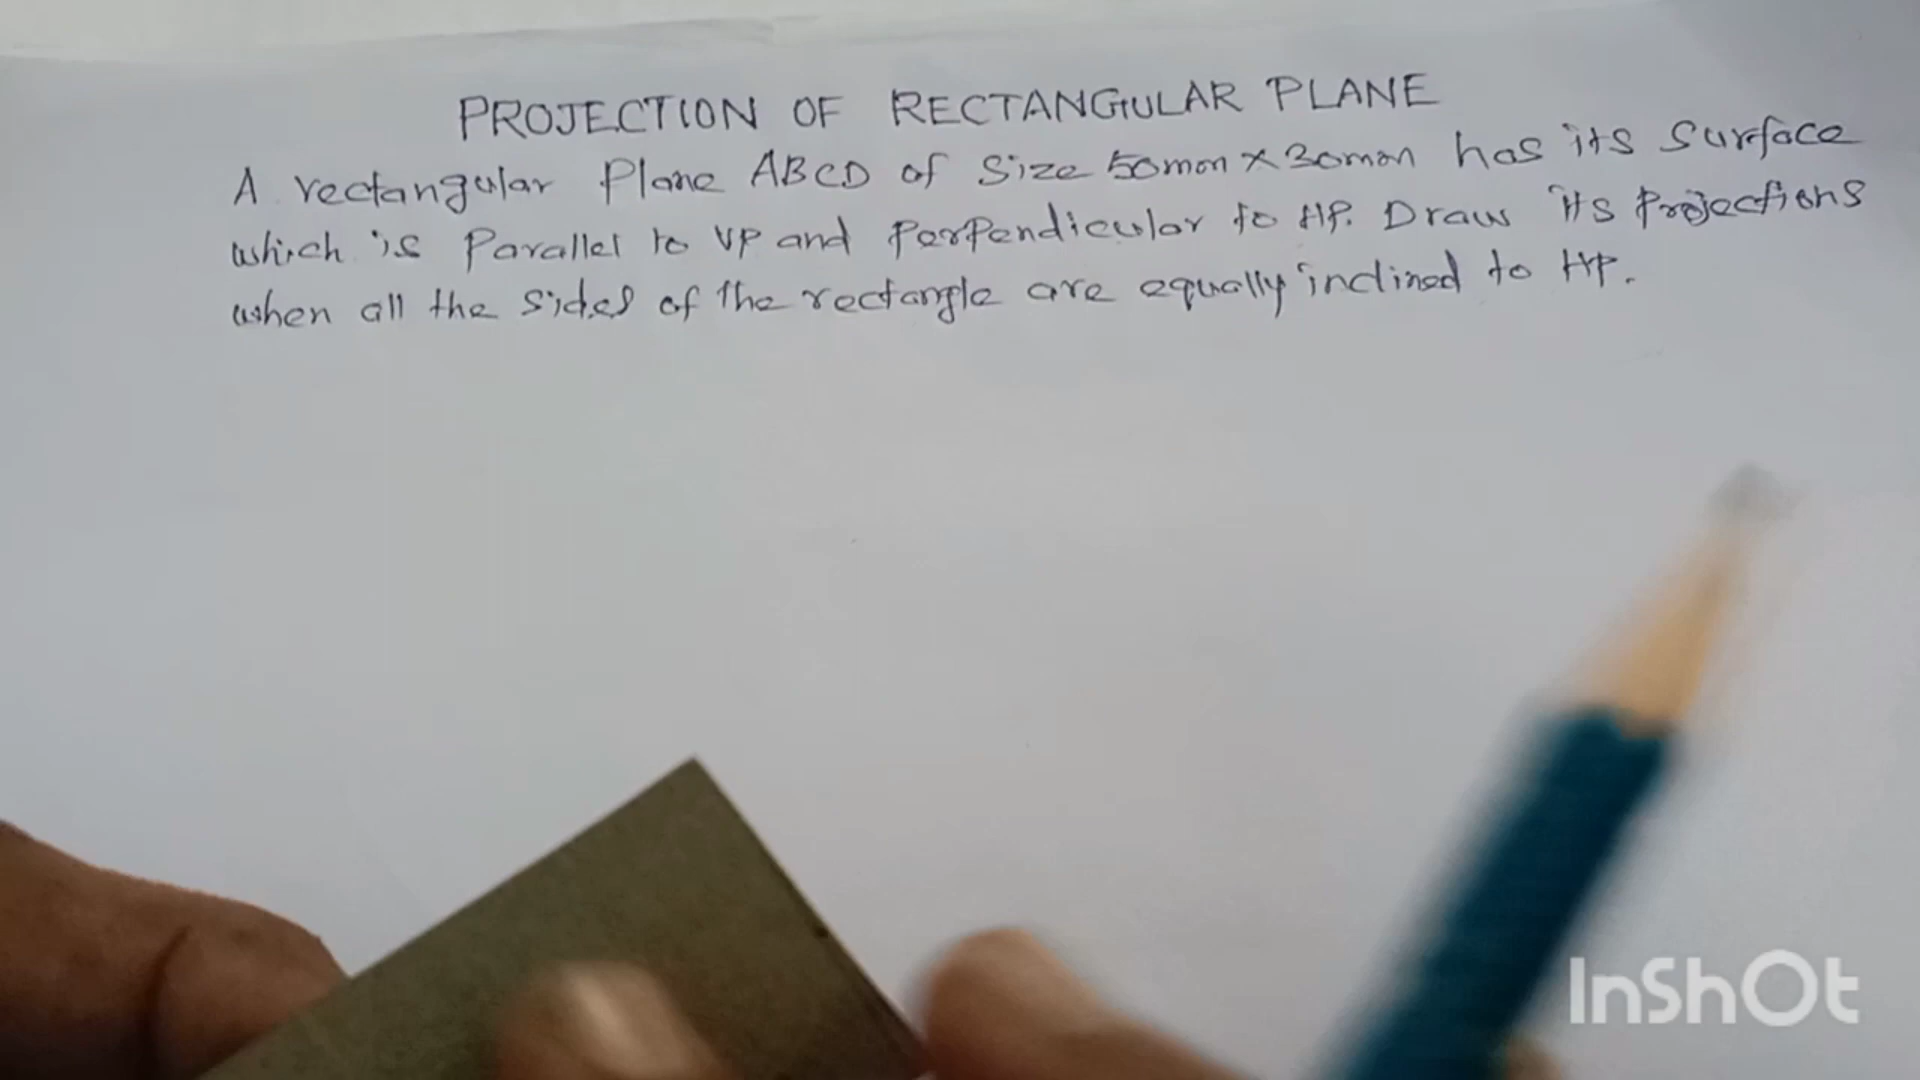 PROJECTION OF RECTANGULAR PLANE
A rectangular Plane ABCD of Size 50mm x 30mm has its surface
which is Parallel to VP and Perpendicular to HP. Draw its Projections
when all the sides of the rectangle are equally inclined to HP.
InShOt